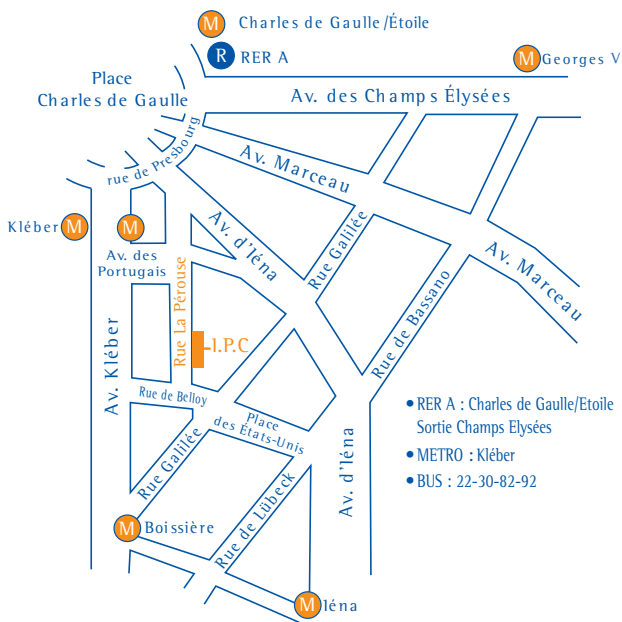 M Charles de Gaulle/Étoile
R RER A
M Georges V
Place
Charles de Gaulle
Av. des Champs Élysées
rue de Presbourg
Av. Marceau
Kléber M
M
Av. d'Iéna
Rue Galilée
Av. Marceau
Av. des
Portugais
Rue La Pérouse
Rue de Bassano
I.P.C
Av. Kléber
Rue de Belloy
Place
des États-Unis
• RER A : Charles de Gaulle/Etoile
Sortie Champs Elysées
• METRO : Kléber
• BUS : 22-30-82-92
Rue Galilée
Av. d'Iéna
Rue de Lübeck
M Boissière
M Iéna